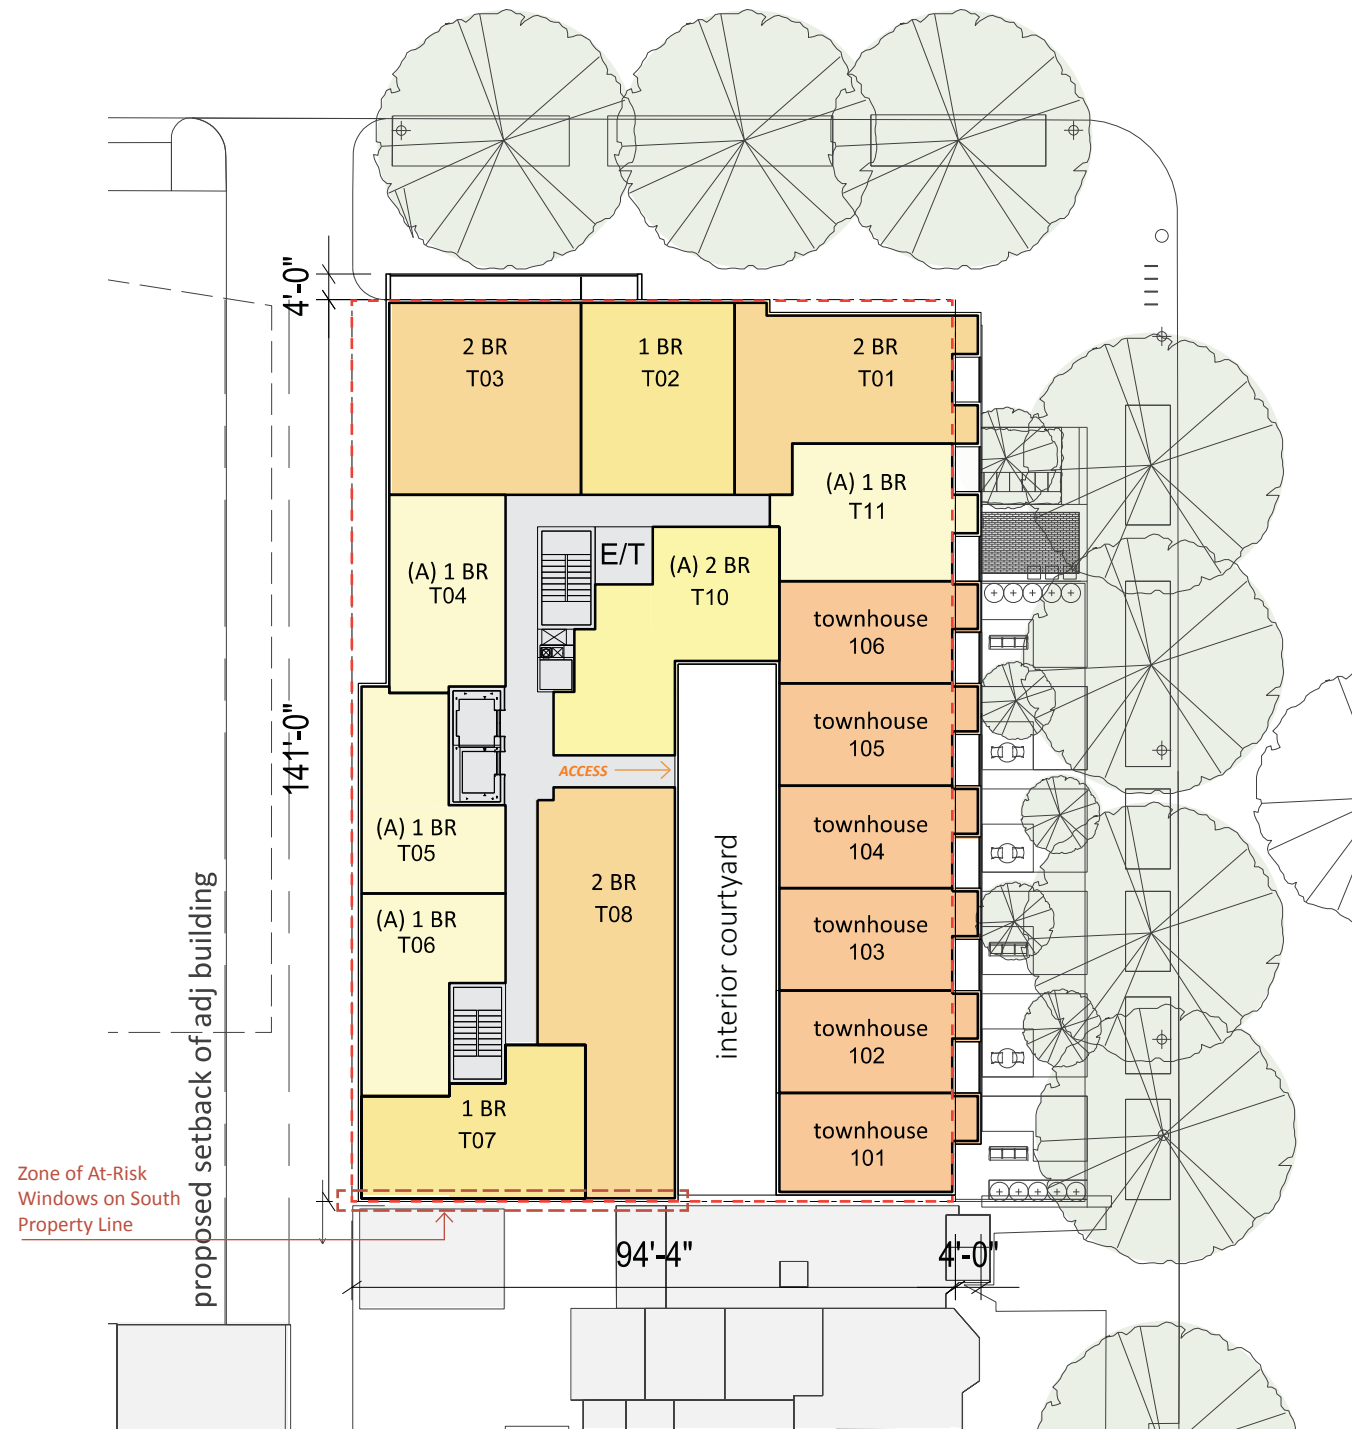 4'-0"
2 BR
T03
1 BR
T02
2 BR
T01
(A) 1 BR
T11
E/T
(A) 2 BR
T10
(A) 1 BR
T04
townhouse
106
townhouse
105
141'-0"
ACCESS
(A) 1 BR
T05
townhouse
104
2 BR
T08
interior courtyard
(A) 1 BR
T06
townhouse
103
townhouse
102
proposed setback of adj building
1 BR
T07
townhouse
101
Zone of At-Risk
Windows on South
Property Line
94'-4"
4'-0"